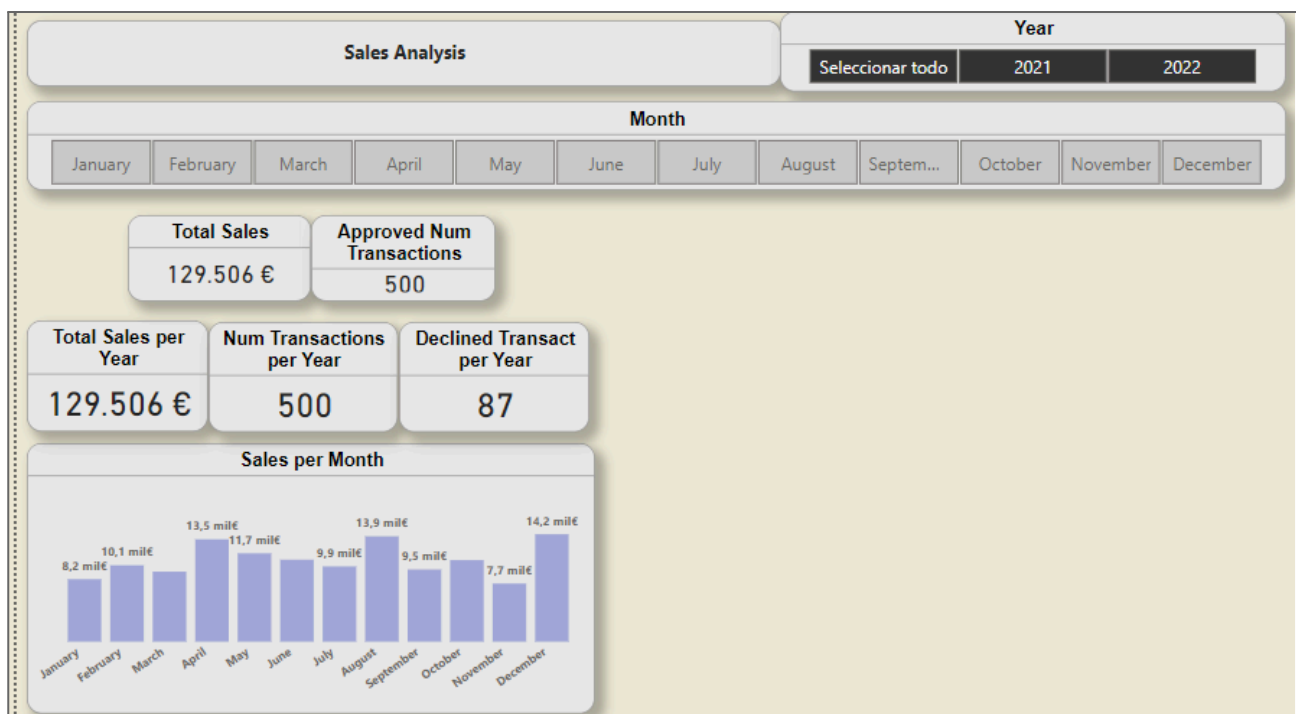 Sales Analysis
Year
Seleccionar todo 2021 2022
Month
January February March April May June July August Septem... October November December
Total Sales
129.506 €
Approved Num
Transactions
500
Total Sales per
Year
129.506 €
Num Transactions
per Year
500
Declined Transact
per Year
87
Sales per Month
8,2 mil€ 10,1 mil€ 13,5 mil€ 11,7 mil€ 9,9 mil€ 13,9 mil€ 9,5 mil€ 7,7 mil€ 14,2 mil€
January February March April May June July August September October November December